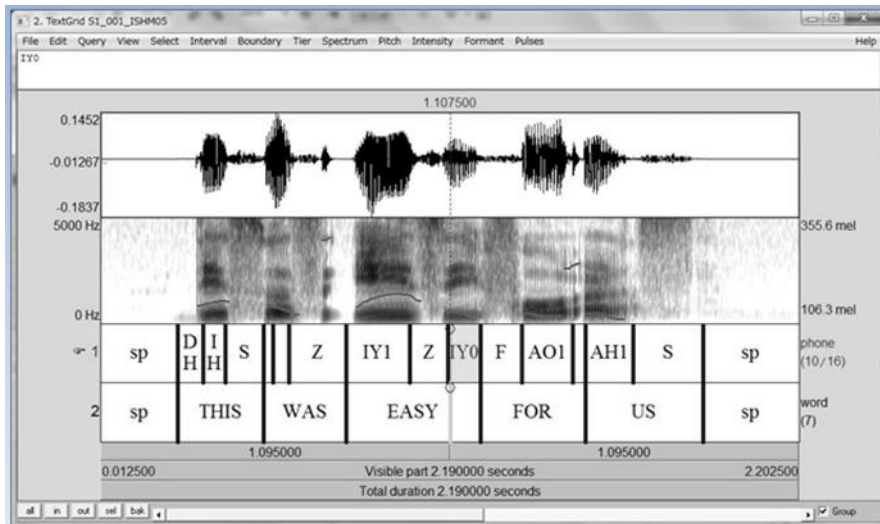 2. TextGrid S1_001_ISHM05
File Edit Query View Select Interval Boundary Tier Spectrum Pitch Intensity Formant Pulses Help
IY0
1.107500
0.1452
-0.01267
-0.1837
5000 Hz 355.6 mel
0 Hz 106.3 mel
1 sp DH IH S Z IY1 Z IY0 F AO1 AH1 S sp phone (10/16)
2 sp THIS WAS EASY FOR US sp word (7)
1.095000 1.095000
0.012500 Visible part 2.190000 seconds 2.202500
Total duration 2.190000 seconds
all in out sel bak Group